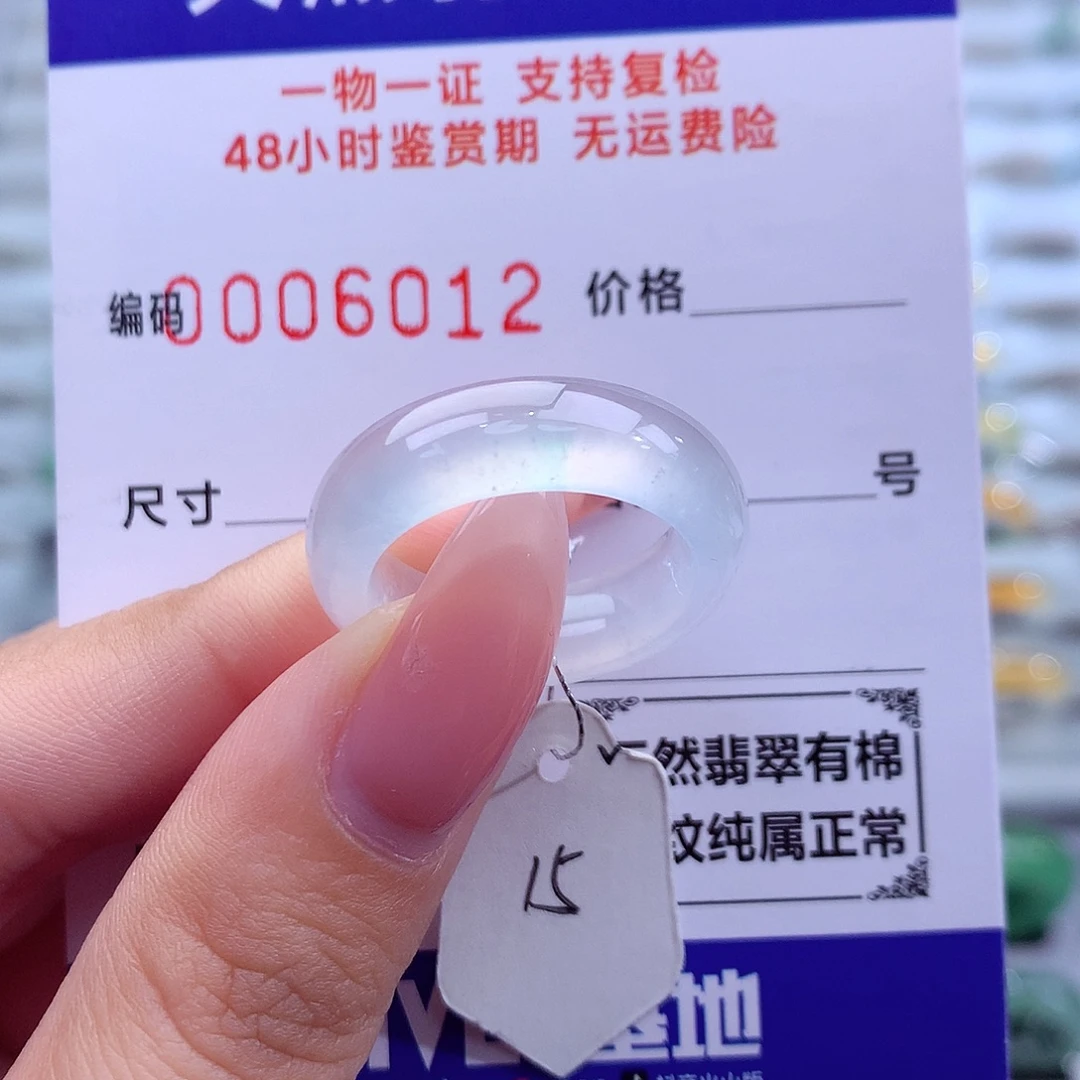 一物一证 支持复检
48小时鉴赏期 无运费险
编码0006012 价格
尺寸 号
然翡翠有棉
纹纯属正常
15
基地